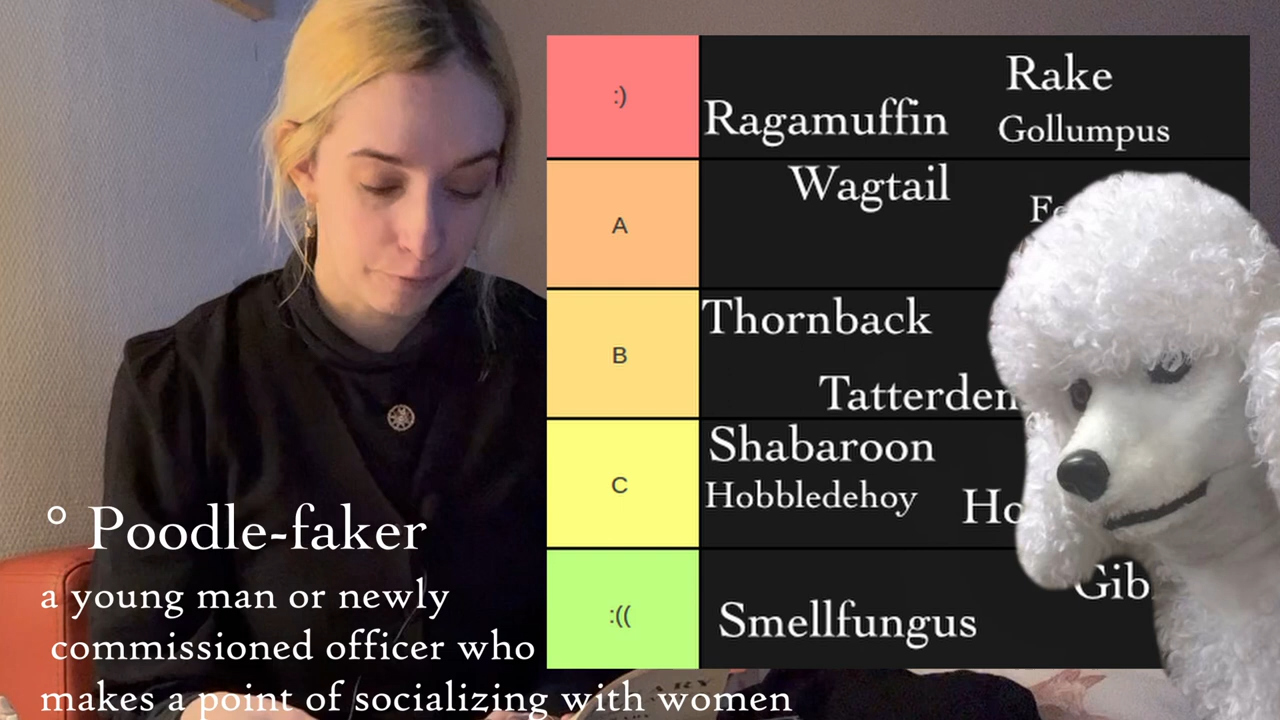 :)
Rake
Ragamuffin
Gollumpus
A
Wagtail
B
Thornback
C
Shabaroon
Hobbledehoy
:((
Smellfungus
° Poodle-faker
a young man or newly
commissioned officer who
makes a point of socializing with women